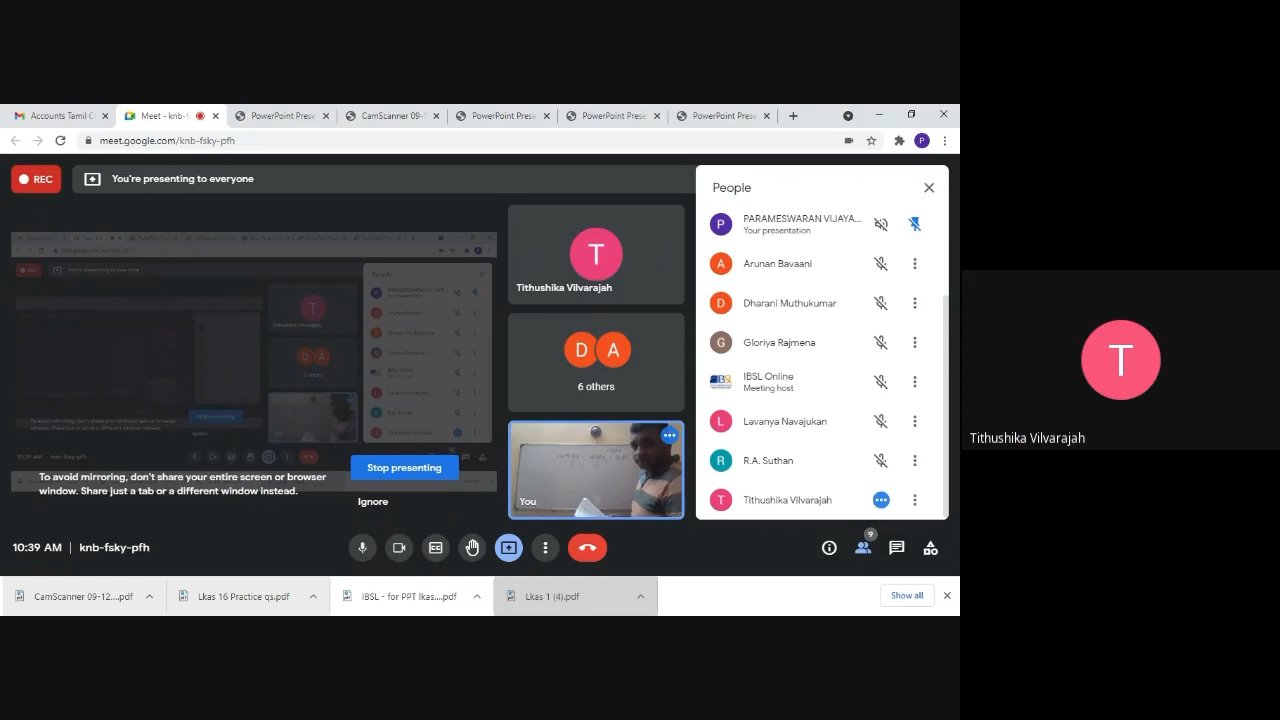 Accounts Tamil C
Meet - knb-f
PowerPoint Prese
CamScanner 09-1
PowerPoint Prese
PowerPoint Prese
PowerPoint Prese
meet.google.com/knb-fsky-pfh
REC
You're presenting to everyone
People
T
Tithushika Vilvarajah
D A
6 others
You
P PARAMESWARAN VIJAYA...
Your presentation
A Arunan Bavaani
D Dharani Muthukumar
G Gloriya Rajmena
IBSL IBSL Online
Meeting host
L Lavanya Navajukan
R R.A. Suthan
T Tithushika Vilvarajah
To avoid mirroring, don't share your entire screen or browser
window. Share just a tab or a different window instead.
Stop presenting
Ignore
10:39 AM | knb-fsky-pfh
9
CamScanner 09-12....pdf
Lkas 16 Practice qs.pdf
IBSL - for PPT lkas....pdf
Lkas 1 (4).pdf
Show all
T
Tithushika Vilvarajah